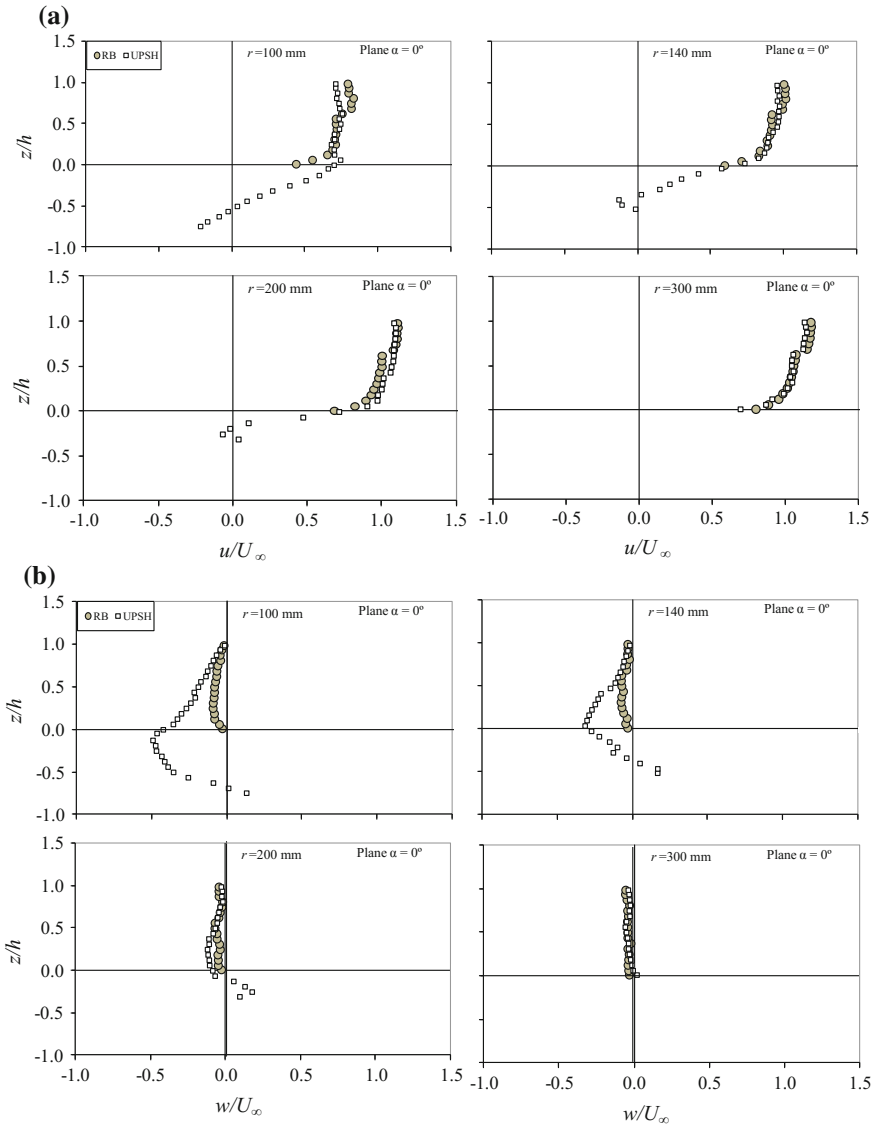 (a)
1.5
1.0
0.5
0.0
-0.5
-1.0
z/h
RB UPSH
r =100 mm
Plane α = 0º
r =140 mm
Plane α = 0º
1.5
1.0
0.5
0.0
-0.5
-1.0
z/h
r =200 mm
Plane α = 0º
r =300 mm
Plane α = 0º
-1.0 -0.5 0.0 0.5 1.0 1.5
u/U∞
-1.0 -0.5 0.0 0.5 1.0 1.5
u/U∞
(b)
1.5
1.0
0.5
0.0
-0.5
-1.0
z/h
RB UPSH
r =100 mm
Plane α = 0º
r =140 mm
Plane α = 0º
1.5
1.0
0.5
0.0
-0.5
-1.0
z/h
r =200 mm
Plane α = 0º
r =300 mm
Plane α = 0º
-1.0 -0.5 0.0 0.5 1.0 1.5
w/U∞
-1.0 -0.5 0.0 0.5 1.0 1.5
w/U∞